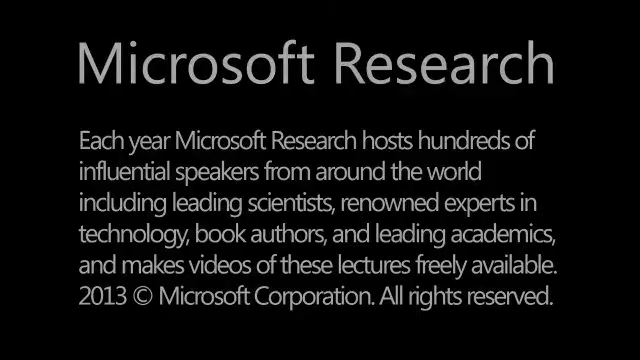 Microsoft Research
Each year Microsoft Research hosts hundreds of
influential speakers from around the world
including leading scientists, renowned experts in
technology, book authors, and leading academics,
and makes videos of these lectures freely available.
2013 © Microsoft Corporation. All rights reserved.